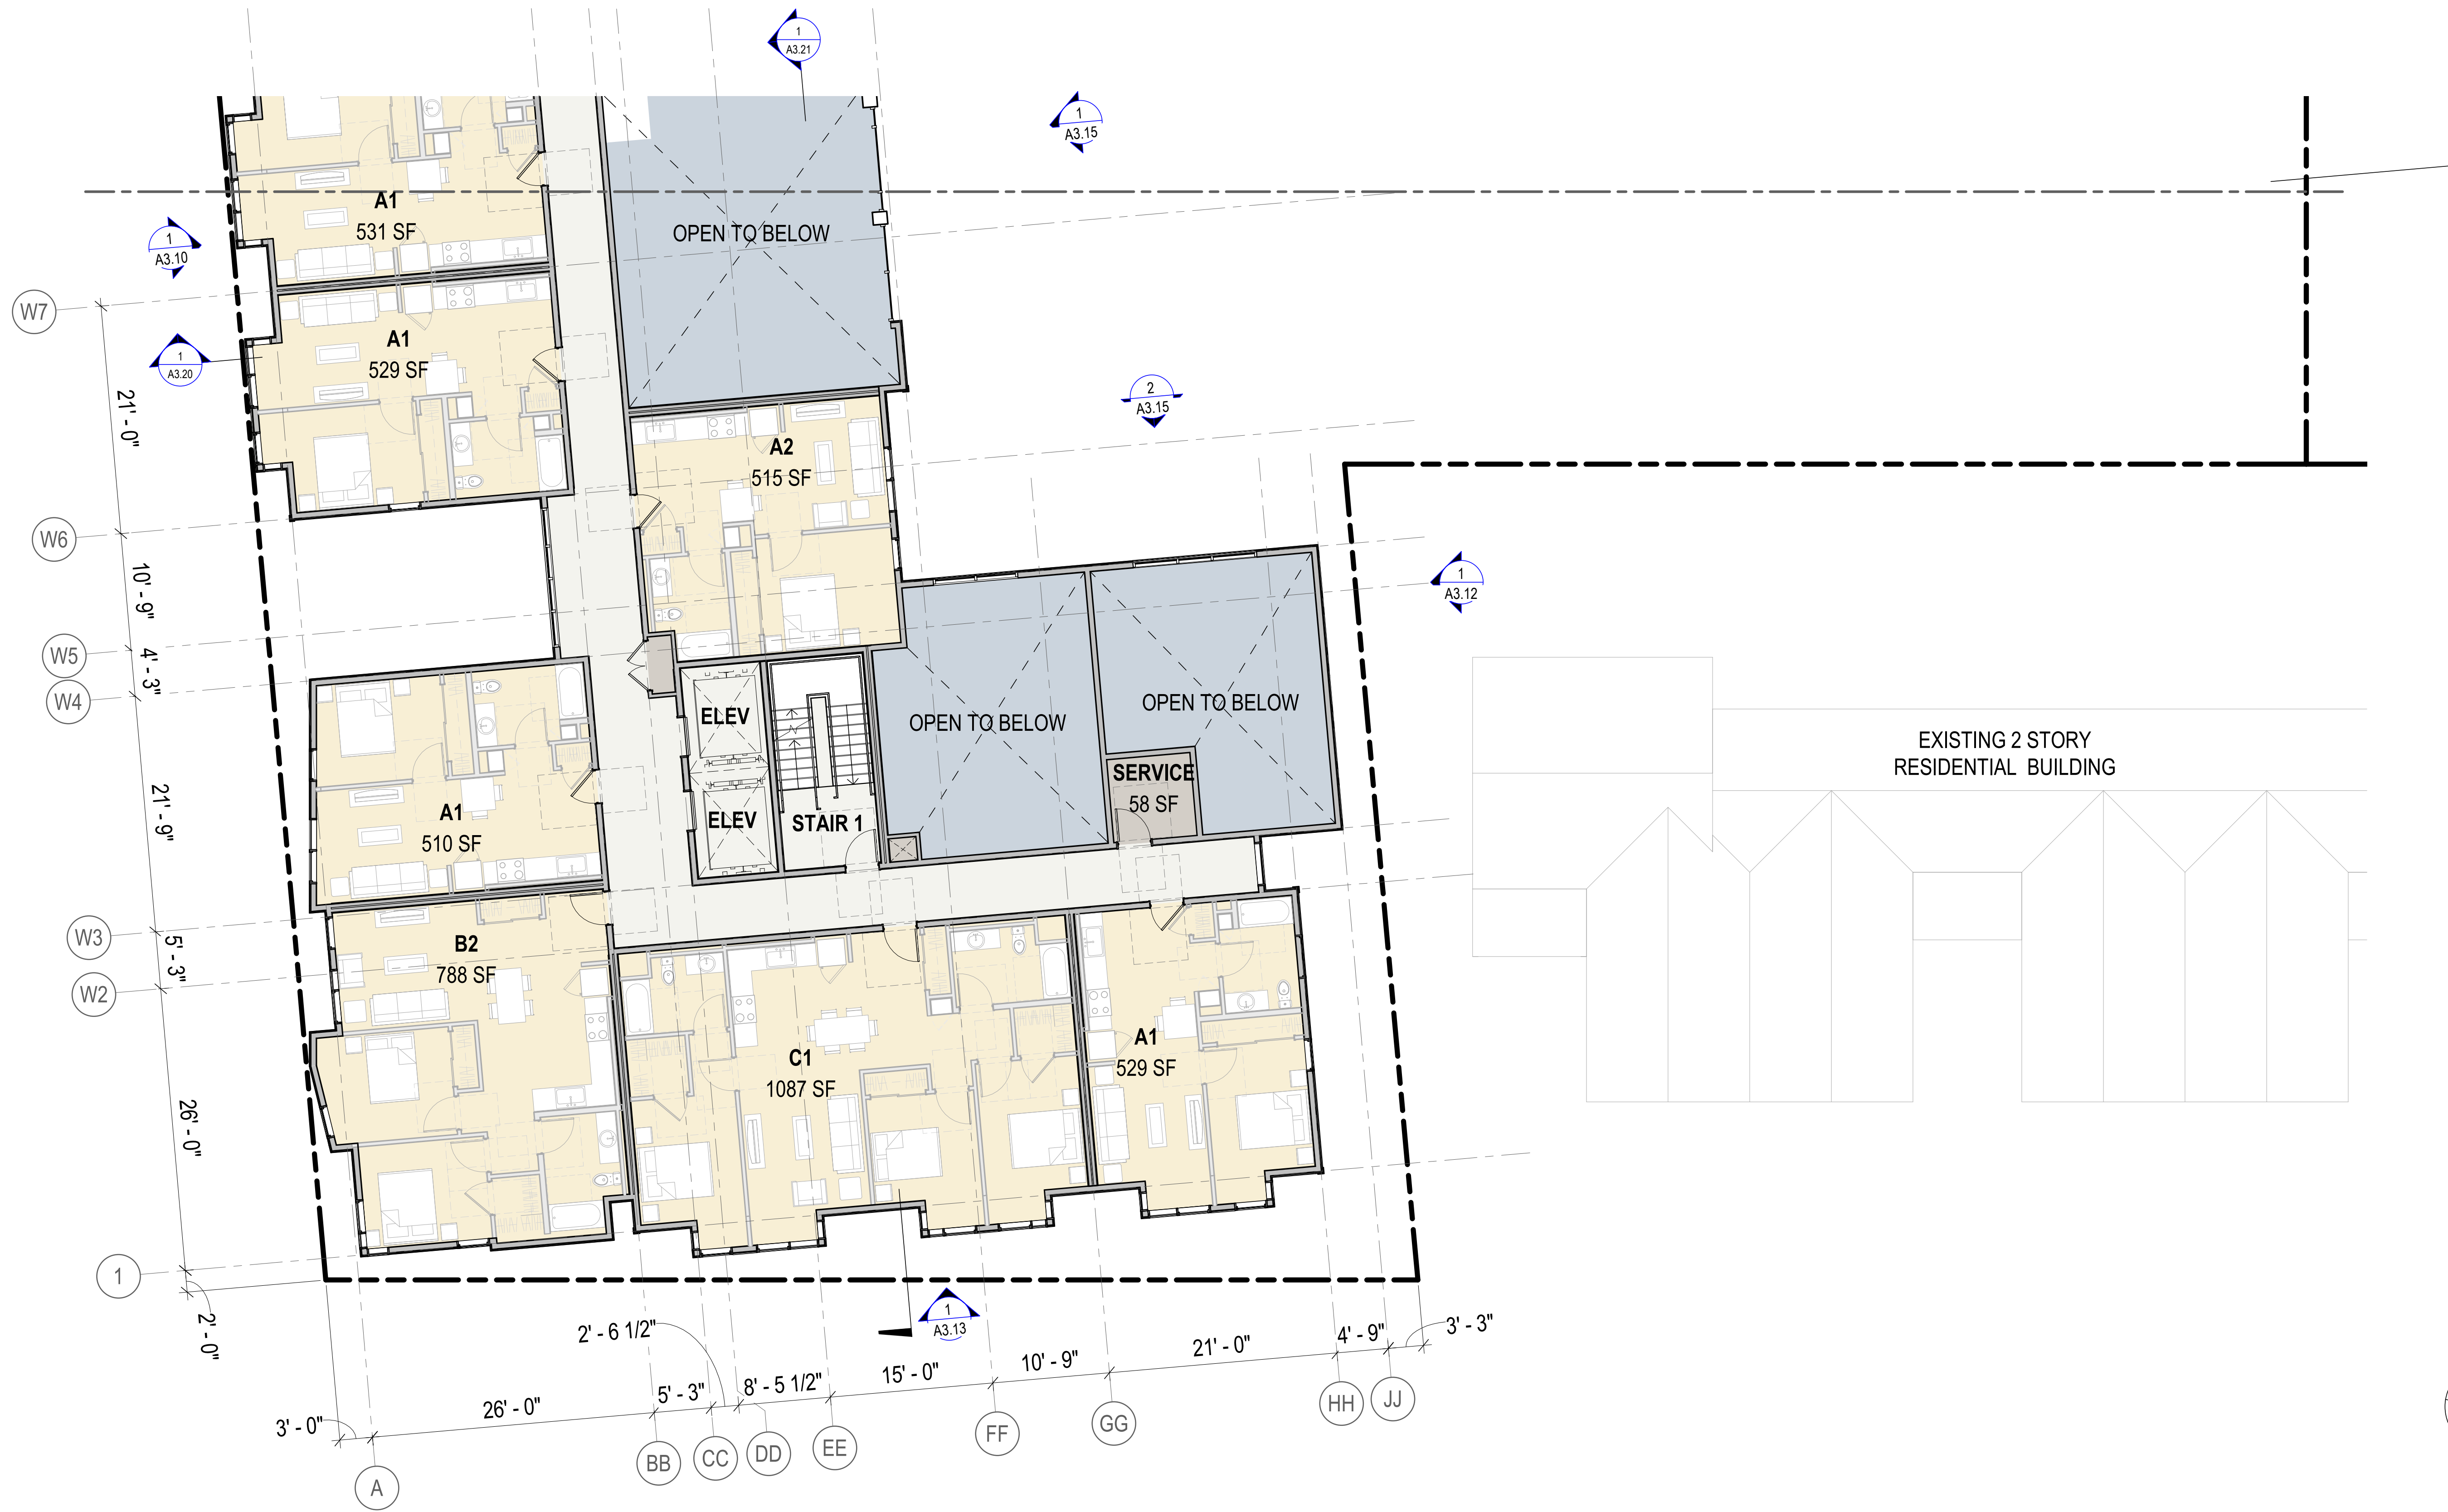 1
A3.21
1
A3.15
A1
531 SF
OPEN TO BELOW
1
A3.10
W7
A1
529 SF
1
A3.20
2
A3.15
21' - 0"
A2
515 SF
W6
10' - 9"
1
A3.12
W5
4' - 3"
W4
ELEV
OPEN TO BELOW
OPEN TO BELOW
EXISTING 2 STORY
RESIDENTIAL BUILDING
SERVICE
58 SF
21' - 9"
A1
510 SF
ELEV
STAIR 1
W3
5' - 3"
B2
788 SF
W2
C1
1087 SF
A1
529 SF
26' - 0"
1
2' - 0"
1
A3.13
2' - 6 1/2"
3' - 3"
4' - 9"
21' - 0"
10' - 9"
15' - 0"
8' - 5 1/2"
5' - 3"
26' - 0"
3' - 0"
A
BB
CC
DD
EE
FF
GG
HH
JJ